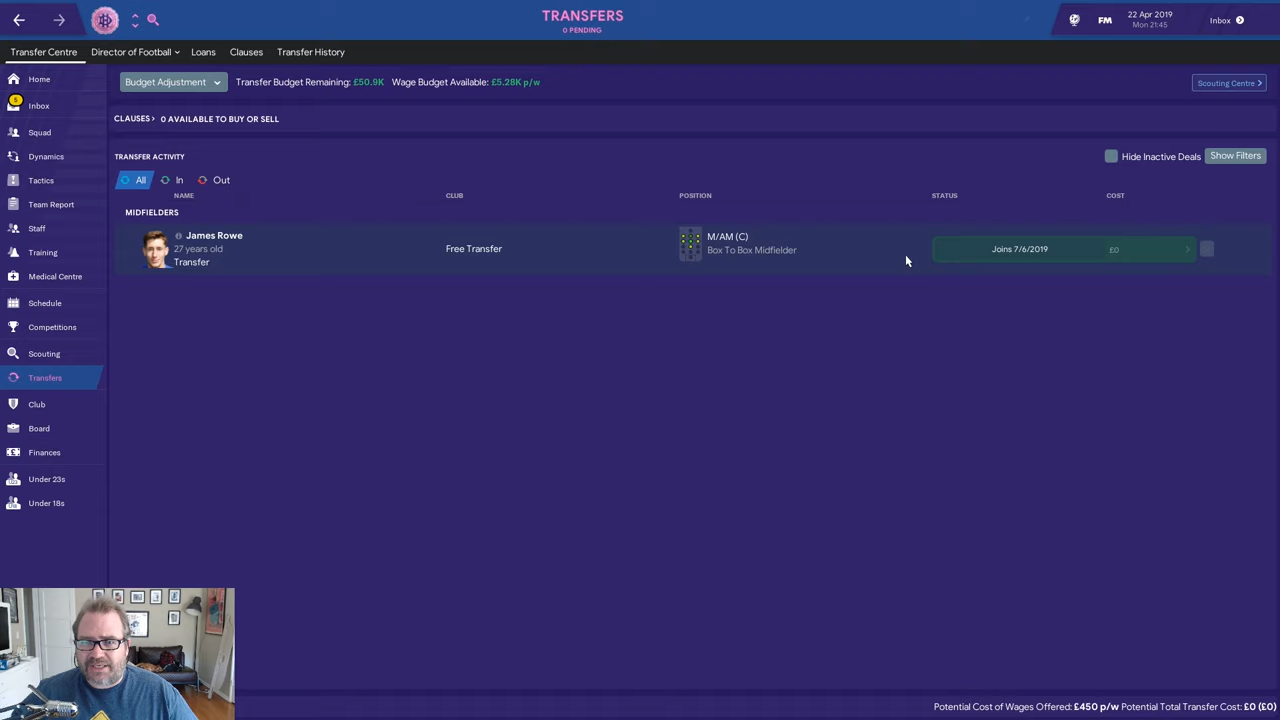 TRANSFERS
0 PENDING
FM
22 Apr 2019
Mon 21:45
Inbox
Transfer Centre
Director of Football
Loans
Clauses
Transfer History
Home
5
Inbox
Squad
Dynamics
Tactics
Team Report
Staff
Training
Medical Centre
Schedule
Competitions
Scouting
Transfers
Club
Board
Finances
Under 23s
Under 18s
Budget Adjustment
Transfer Budget Remaining: £50.9K
Wage Budget Available: £5.28K p/w
Scouting Centre >
CLAUSES >
0 AVAILABLE TO BUY OR SELL
TRANSFER ACTIVITY
Hide Inactive Deals
Show Filters
All
In
Out
NAME
CLUB
POSITION
STATUS
COST
MIDFIELDERS
James Rowe
27 years old
Transfer
Free Transfer
M/AM (C)
Box To Box Midfielder
Joins 7/6/2019
£0
Potential Cost of Wages Offered: £450 p/w Potential Total Transfer Cost: £0 (£0)